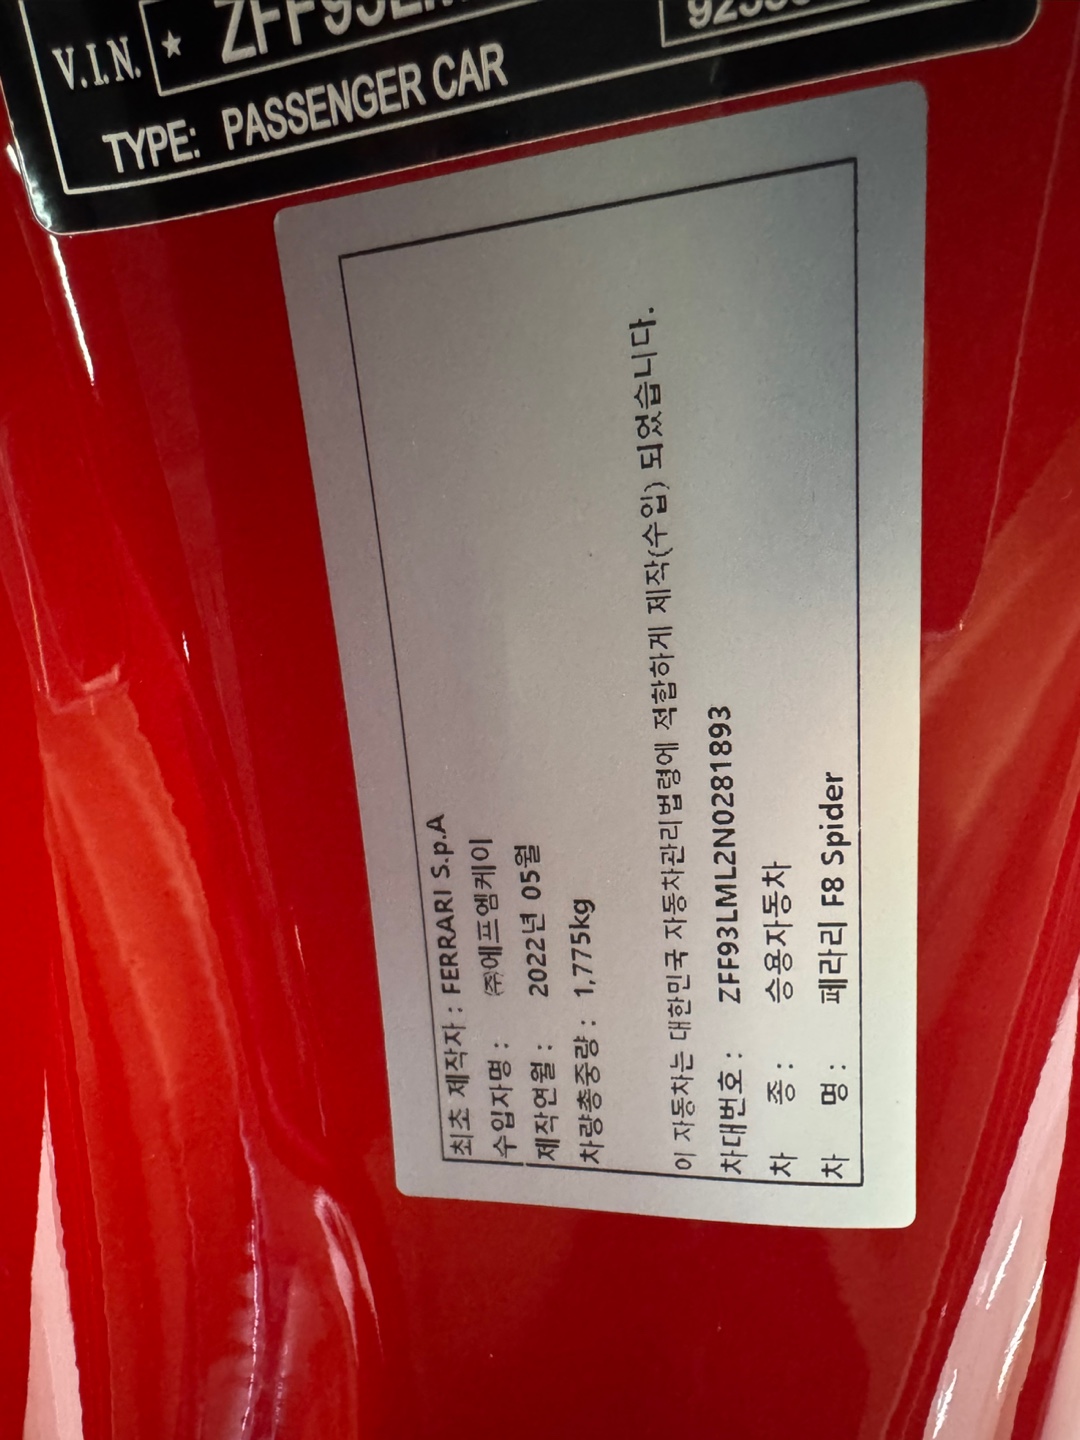 V.I.N. ★ ZFF93L
TYPE: PASSENGER CAR
최초 제작자 : FERRARI S.p.A
수입자명 : ㈜에프엠케이
제작연월 : 2022년 05월
차량총중량 : 1,775kg
이 자동차는 대한민국 자동차관리법령에 적합하게 제작(수입) 되었습니다.
차대번호 : ZFF93LML2N0281893
차 종 : 승용자동차
차 명 : 페라리 F8 Spider